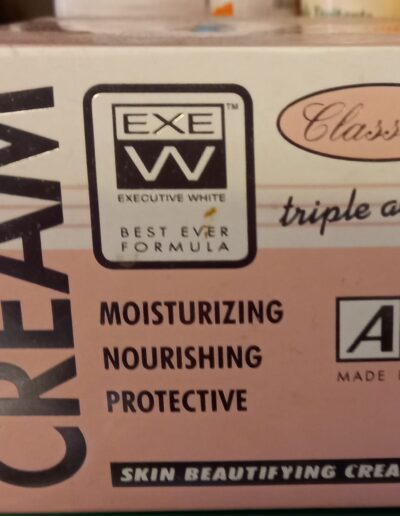 CREAM
EXE
W
TM
EXECUTIVE WHITE
BEST EVER
FORMULA
Class
triple a
MOISTURIZING
NOURISHING
PROTECTIVE
A
MADE
SKIN BEAUTIFYING CREA